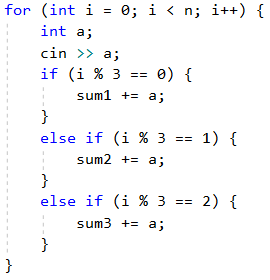 for (int i = 0; i < n; i++) {
    int a;
    cin >> a;
    if (i % 3 == 0) {
        sum1 += a;
    }
    else if (i % 3 == 1) {
        sum2 += a;
    }
    else if (i % 3 == 2) {
        sum3 += a;
    }
}